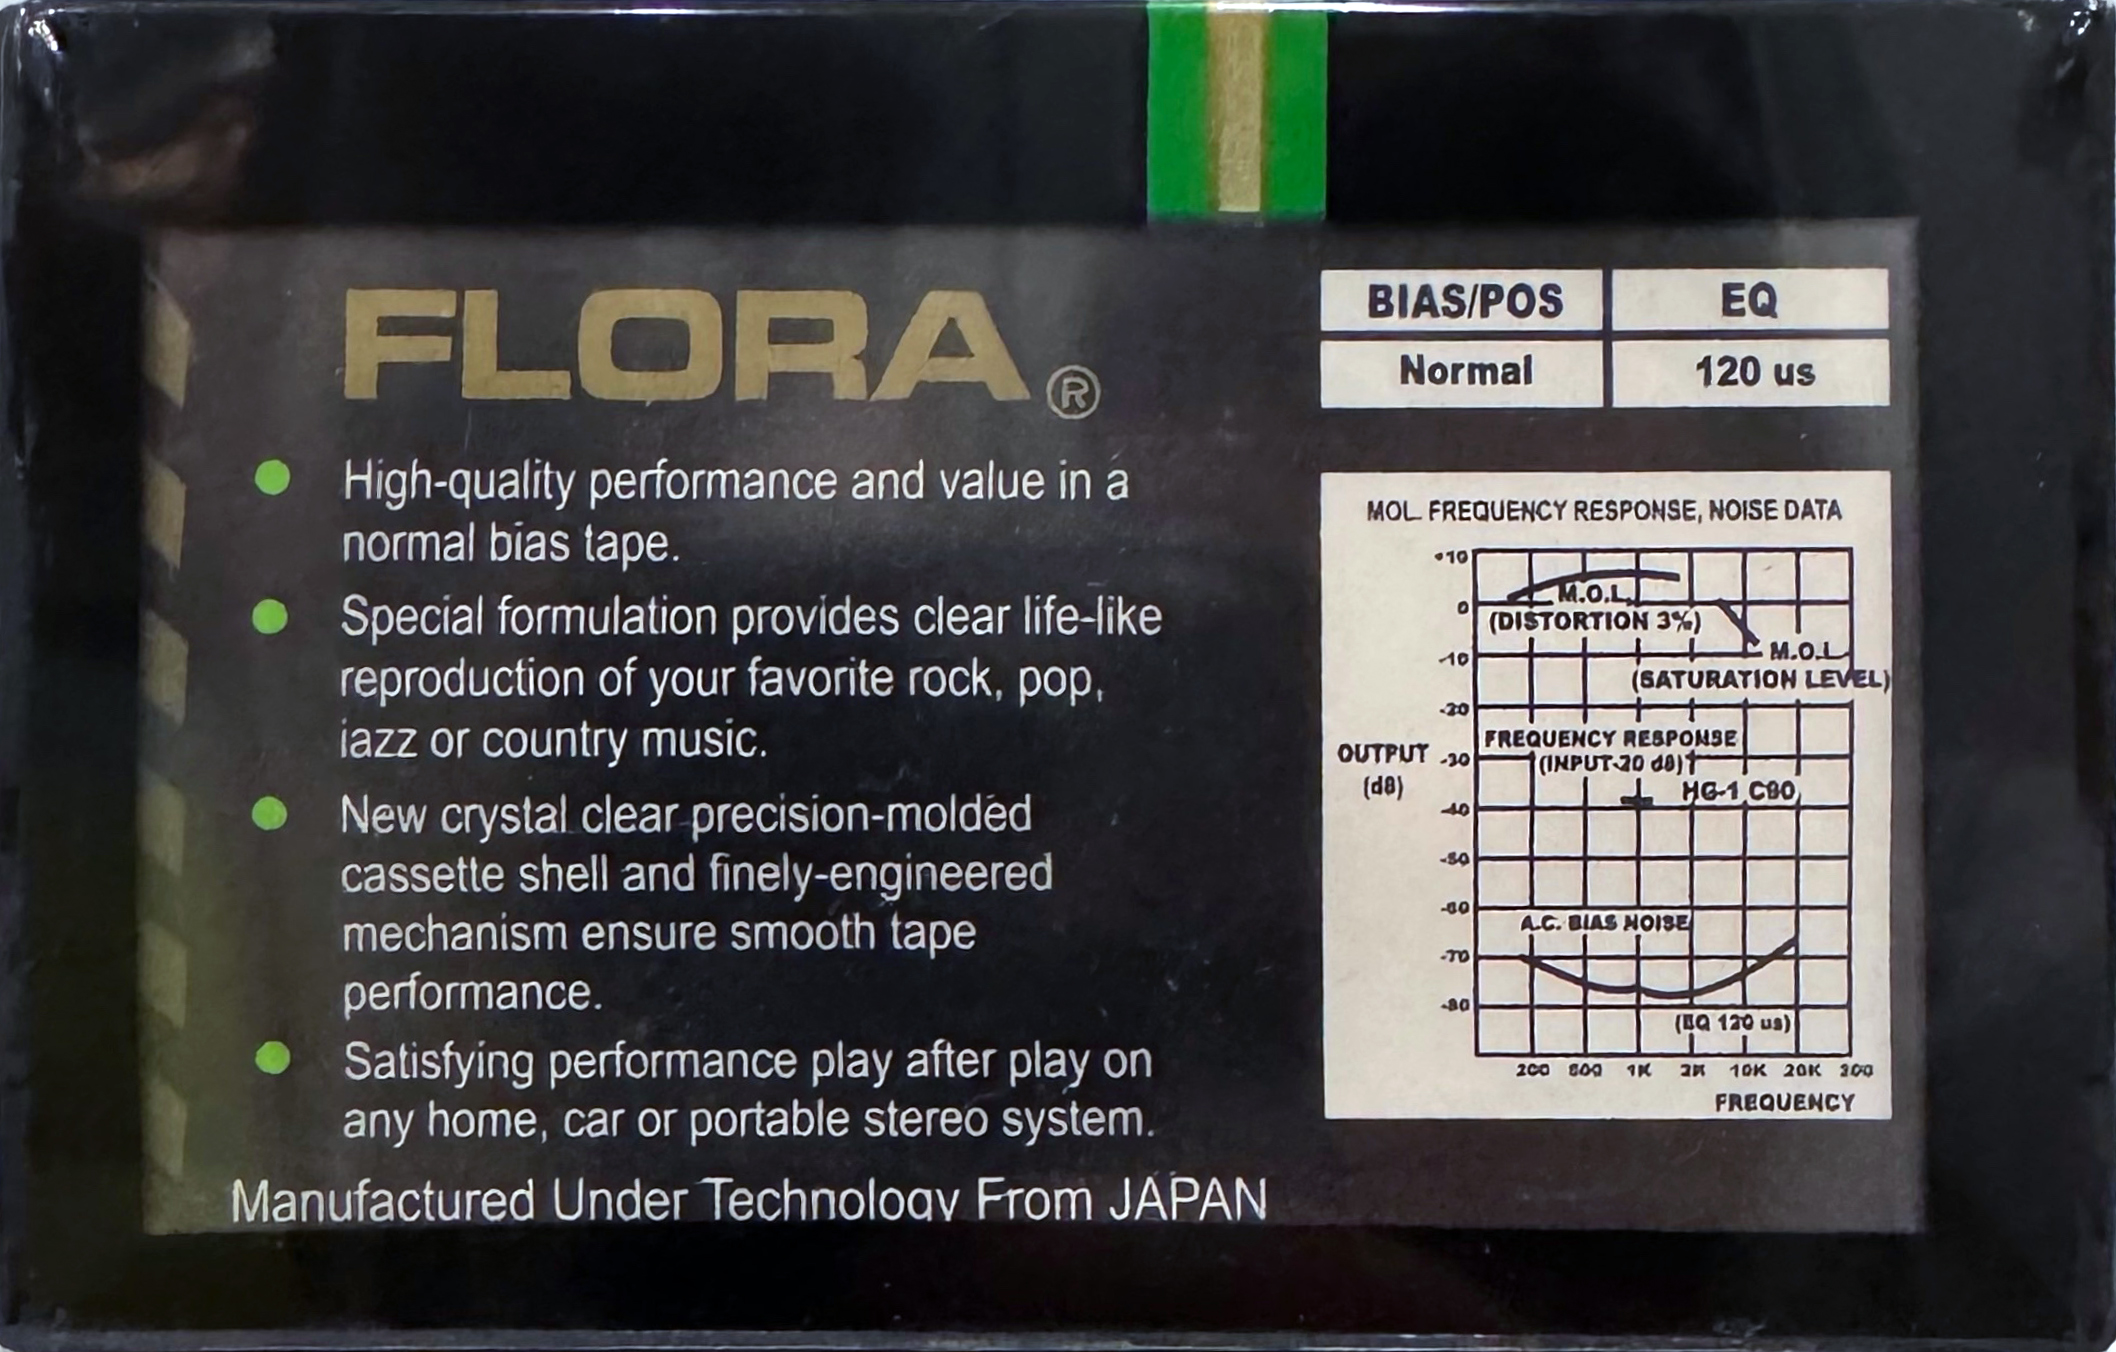 FLORA ®
High-quality performance and value in a
normal bias tape.
Special formulation provides clear life-like
reproduction of your favorite rock, pop,
iazz or country music.
New crystal clear precision-molded
cassette shell and finely-engineered
mechanism ensure smooth tape
performance.
Satisfying performance play after play on
any home, car or portable stereo system.
Manufactured Under Technology From JAPAN
BIAS/POS EQ
Normal 120 us
MOL FREQUENCY RESPONSE, NOISE DATA
+10
M.O.L.
0
(DISTORTION 3%)
-10
M.O.L
(SATURATION LEVEL)
-20
FREQUENCY RESPONSE
OUTPUT -30
(INPUT-20 dB)
(dB)
HG-1 C90
-40
-50
-60
A.C. BIAS NOISE
-70
-80
(EQ 120 us)
200 500 1K 2K 10K 20K 300
FREQUENCY